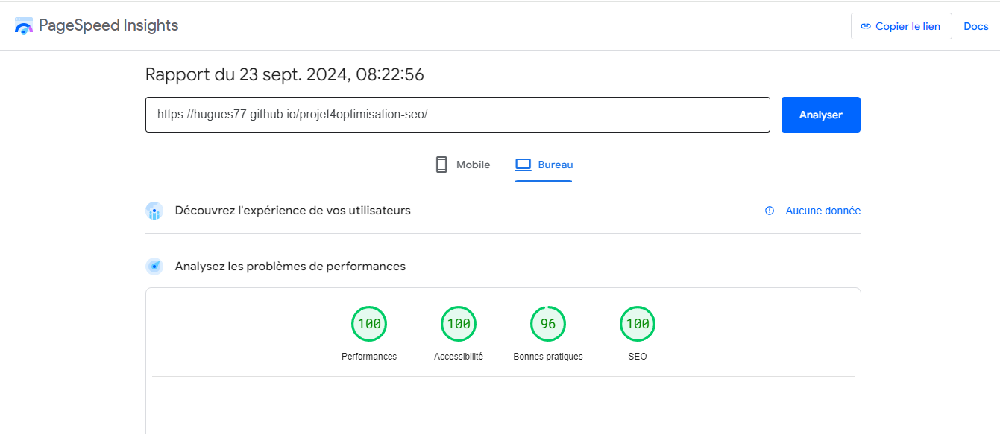 PageSpeed Insights
Copier le lien
Docs
Rapport du 23 sept. 2024, 08:22:56
https://hugues77.github.io/projet4optimisation-seo/
Analyser
Mobile
Bureau
Découvrez l'expérience de vos utilisateurs
Aucune donnée
Analysez les problèmes de performances
100
100
96
100
Performances
Accessibilité
Bonnes pratiques
SEO